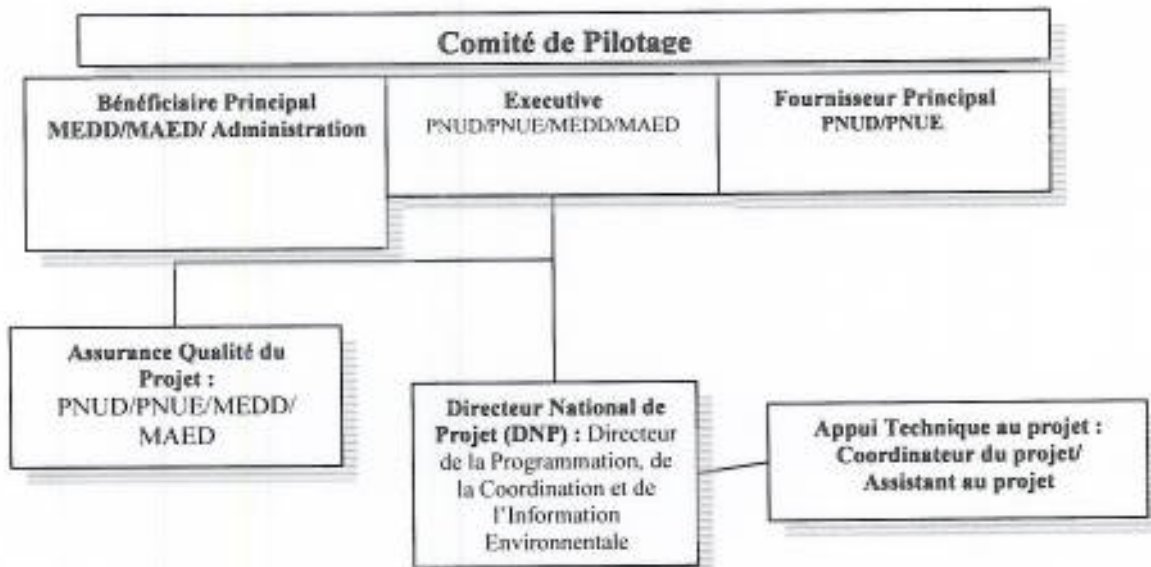 Comité de Pilotage
Bénéficiaire Principal
MEDD/MAED/ Administration
Executive
PNUD/PNUE/MEDD/MAED
Fournisseur Principal
PNUD/PNUE
Assurance Qualité du
Projet :
PNUD/PNUE/MEDD/
MAED
Directeur National de
Projet (DNP) : Directeur
de la Programmation, de
la Coordination et de
l'Information
Environnementale
Appui Technique au projet :
Coordinateur du projet/
Assistant au projet